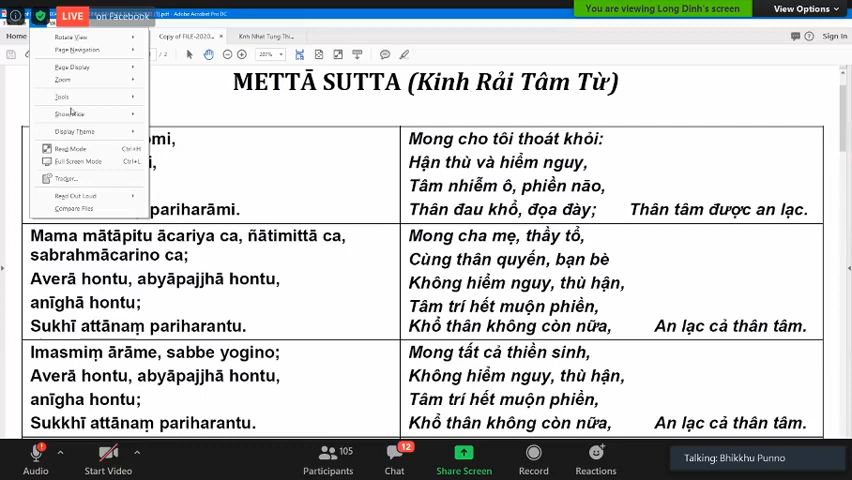 LIVE on Facebook
You are viewing Long Dinh's screen
View Options
Home
Copy of FILE-2020...
Kinh Nhat Tung Th...
/ 2
200%
Sign In
Rotate View
Page Navigation
Page Display
Zoom
Tools
Show/Hide
Display Theme
Read Mode Ctrl+H
Full Screen Mode Ctrl+L
Tracker...
Read Out Loud
Compare Files
METTĀ SUTTA (Kinh Rải Tâm Từ)
pariharāmi.
Mong cho tôi thoát khỏi:
Hận thù và hiểm nguy,
Tâm nhiễm ô, phiền não,
Thân đau khổ, đọa đày; Thân tâm được an lạc.
Mama mātāpitu ācariya ca, ñātimittā ca,
sabrahmācarino ca;
Averā hontu, abyāpajjhā hontu,
anīghā hontu;
Sukhī attānaṃ pariharantu.
Mong cha mẹ, thầy tổ,
Cùng thân quyến, bạn bè
Không hiểm nguy, thù hận,
Tâm trí hết muộn phiền,
Khổ thân không còn nữa, An lạc cả thân tâm.
Imasmiṃ ārāme, sabbe yogino;
Averā hontu, abyāpajjhā hontu,
anīgha hontu;
Sukkhī attānaṃ pariharantu.
Mong tất cả thiền sinh,
Không hiểm nguy, thù hận,
Tâm trí hết muộn phiền,
Khổ thân không còn nữa, An lạc cả thân tâm.
Audio
Start Video
105
Participants
12
Chat
Share Screen
Record
Reactions
Talking: Bhikkhu Punno